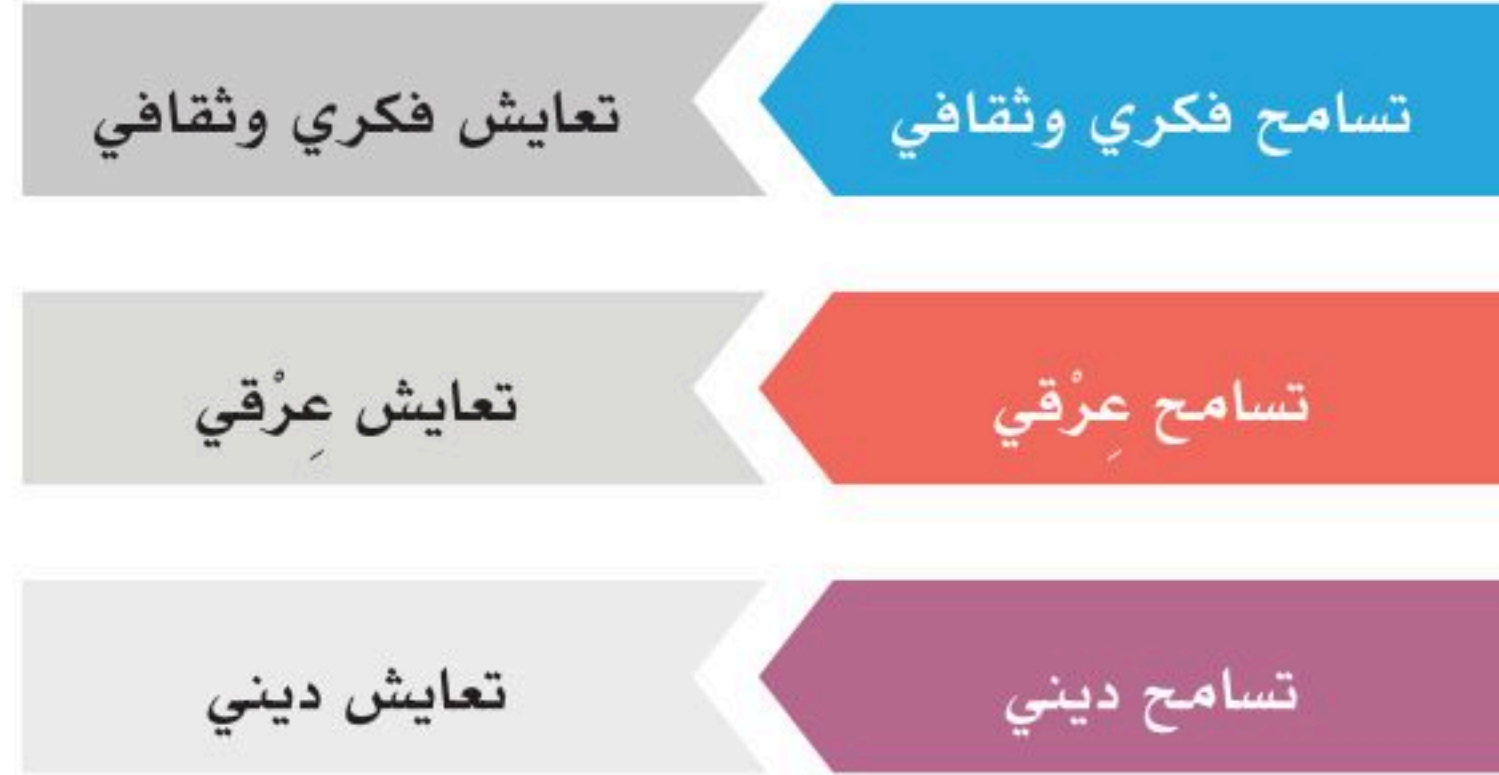 تسامح فكري وثقافي
تعايش فكري وثقافي
تسامح عِرْقي
تعايش عِرْقي
تسامح ديني
تعايش ديني